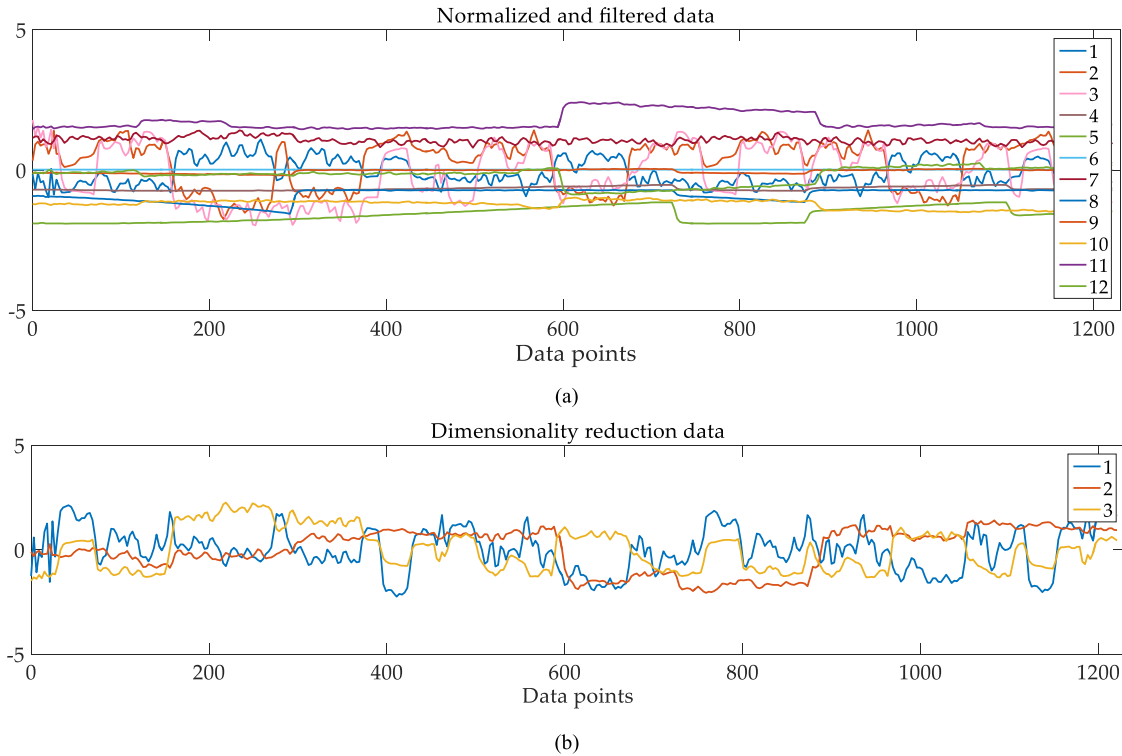 Normalized and filtered data
5
0
-5
1
2
3
4
5
6
7
8
9
10
11
12
0 200 400 600 800 1000 1200
Data points
(a)
Dimensionality reduction data
5
0
-5
1
2
3
0 200 400 600 800 1000 1200
Data points
(b)